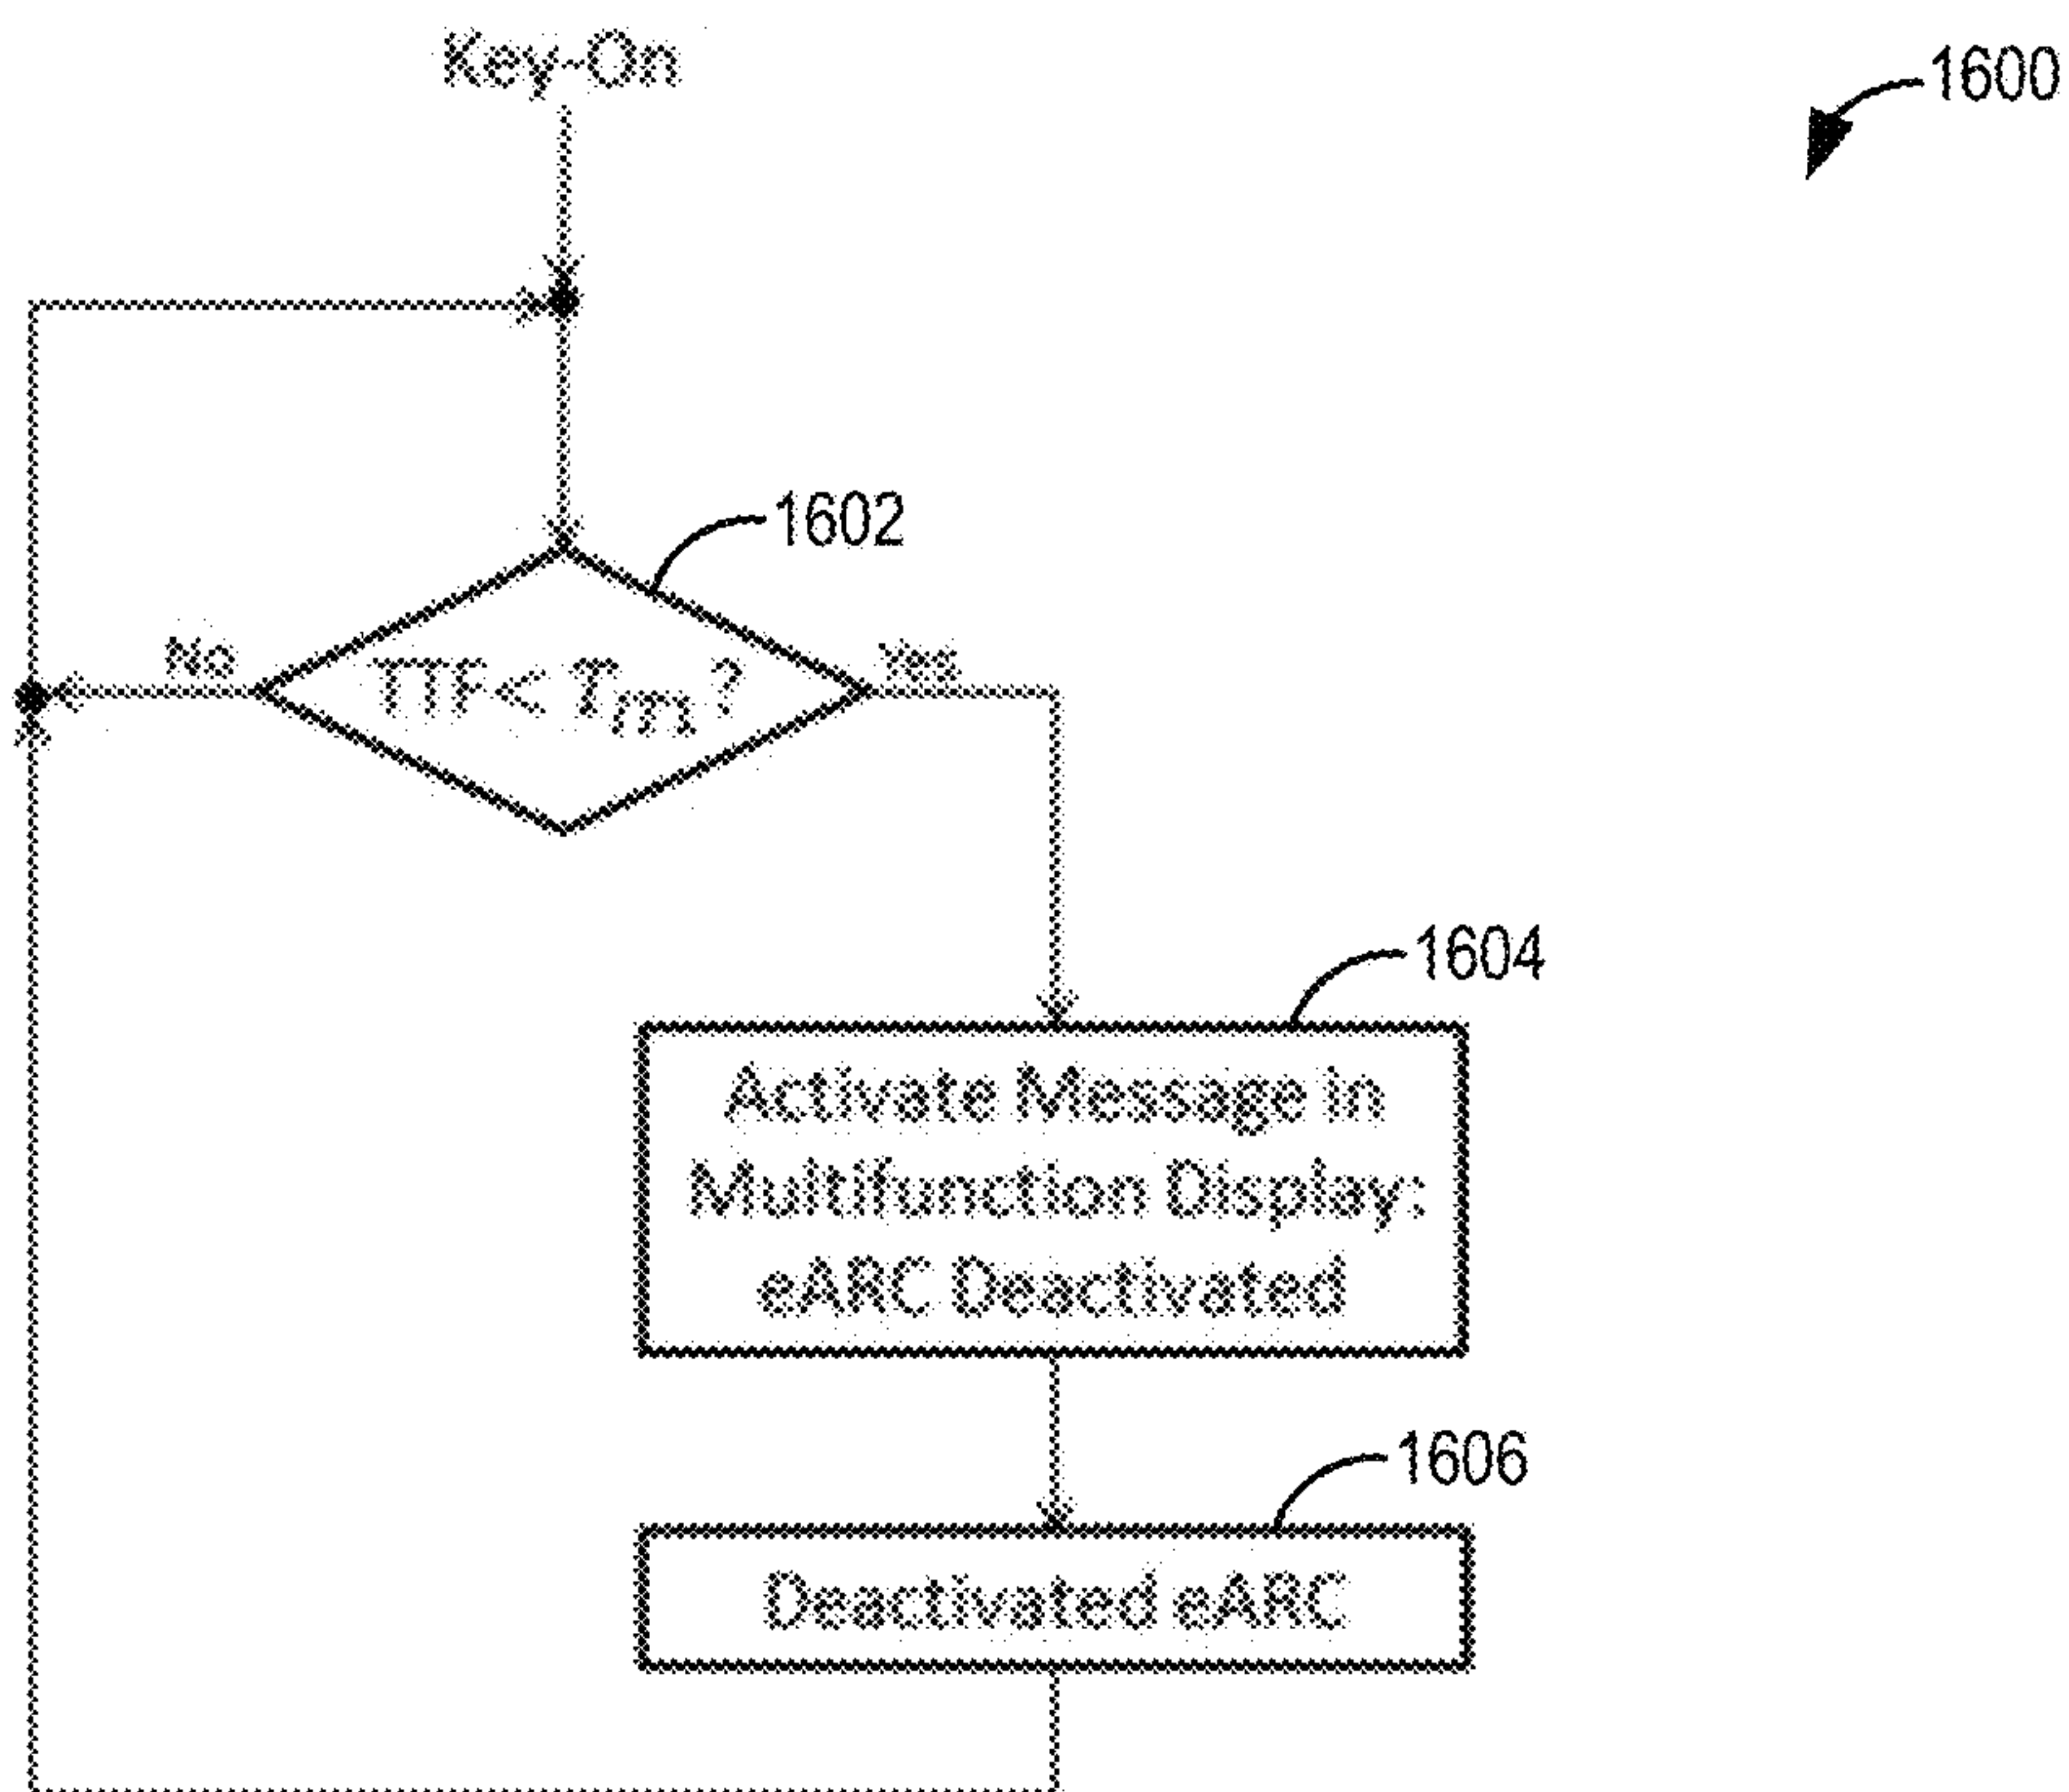 Key-On
1600
1602
No
TTF < Tm ?
Yes
1604
Activate Message in
Multifunction Display:
eARC Deactivated
1606
Deactivated eARC